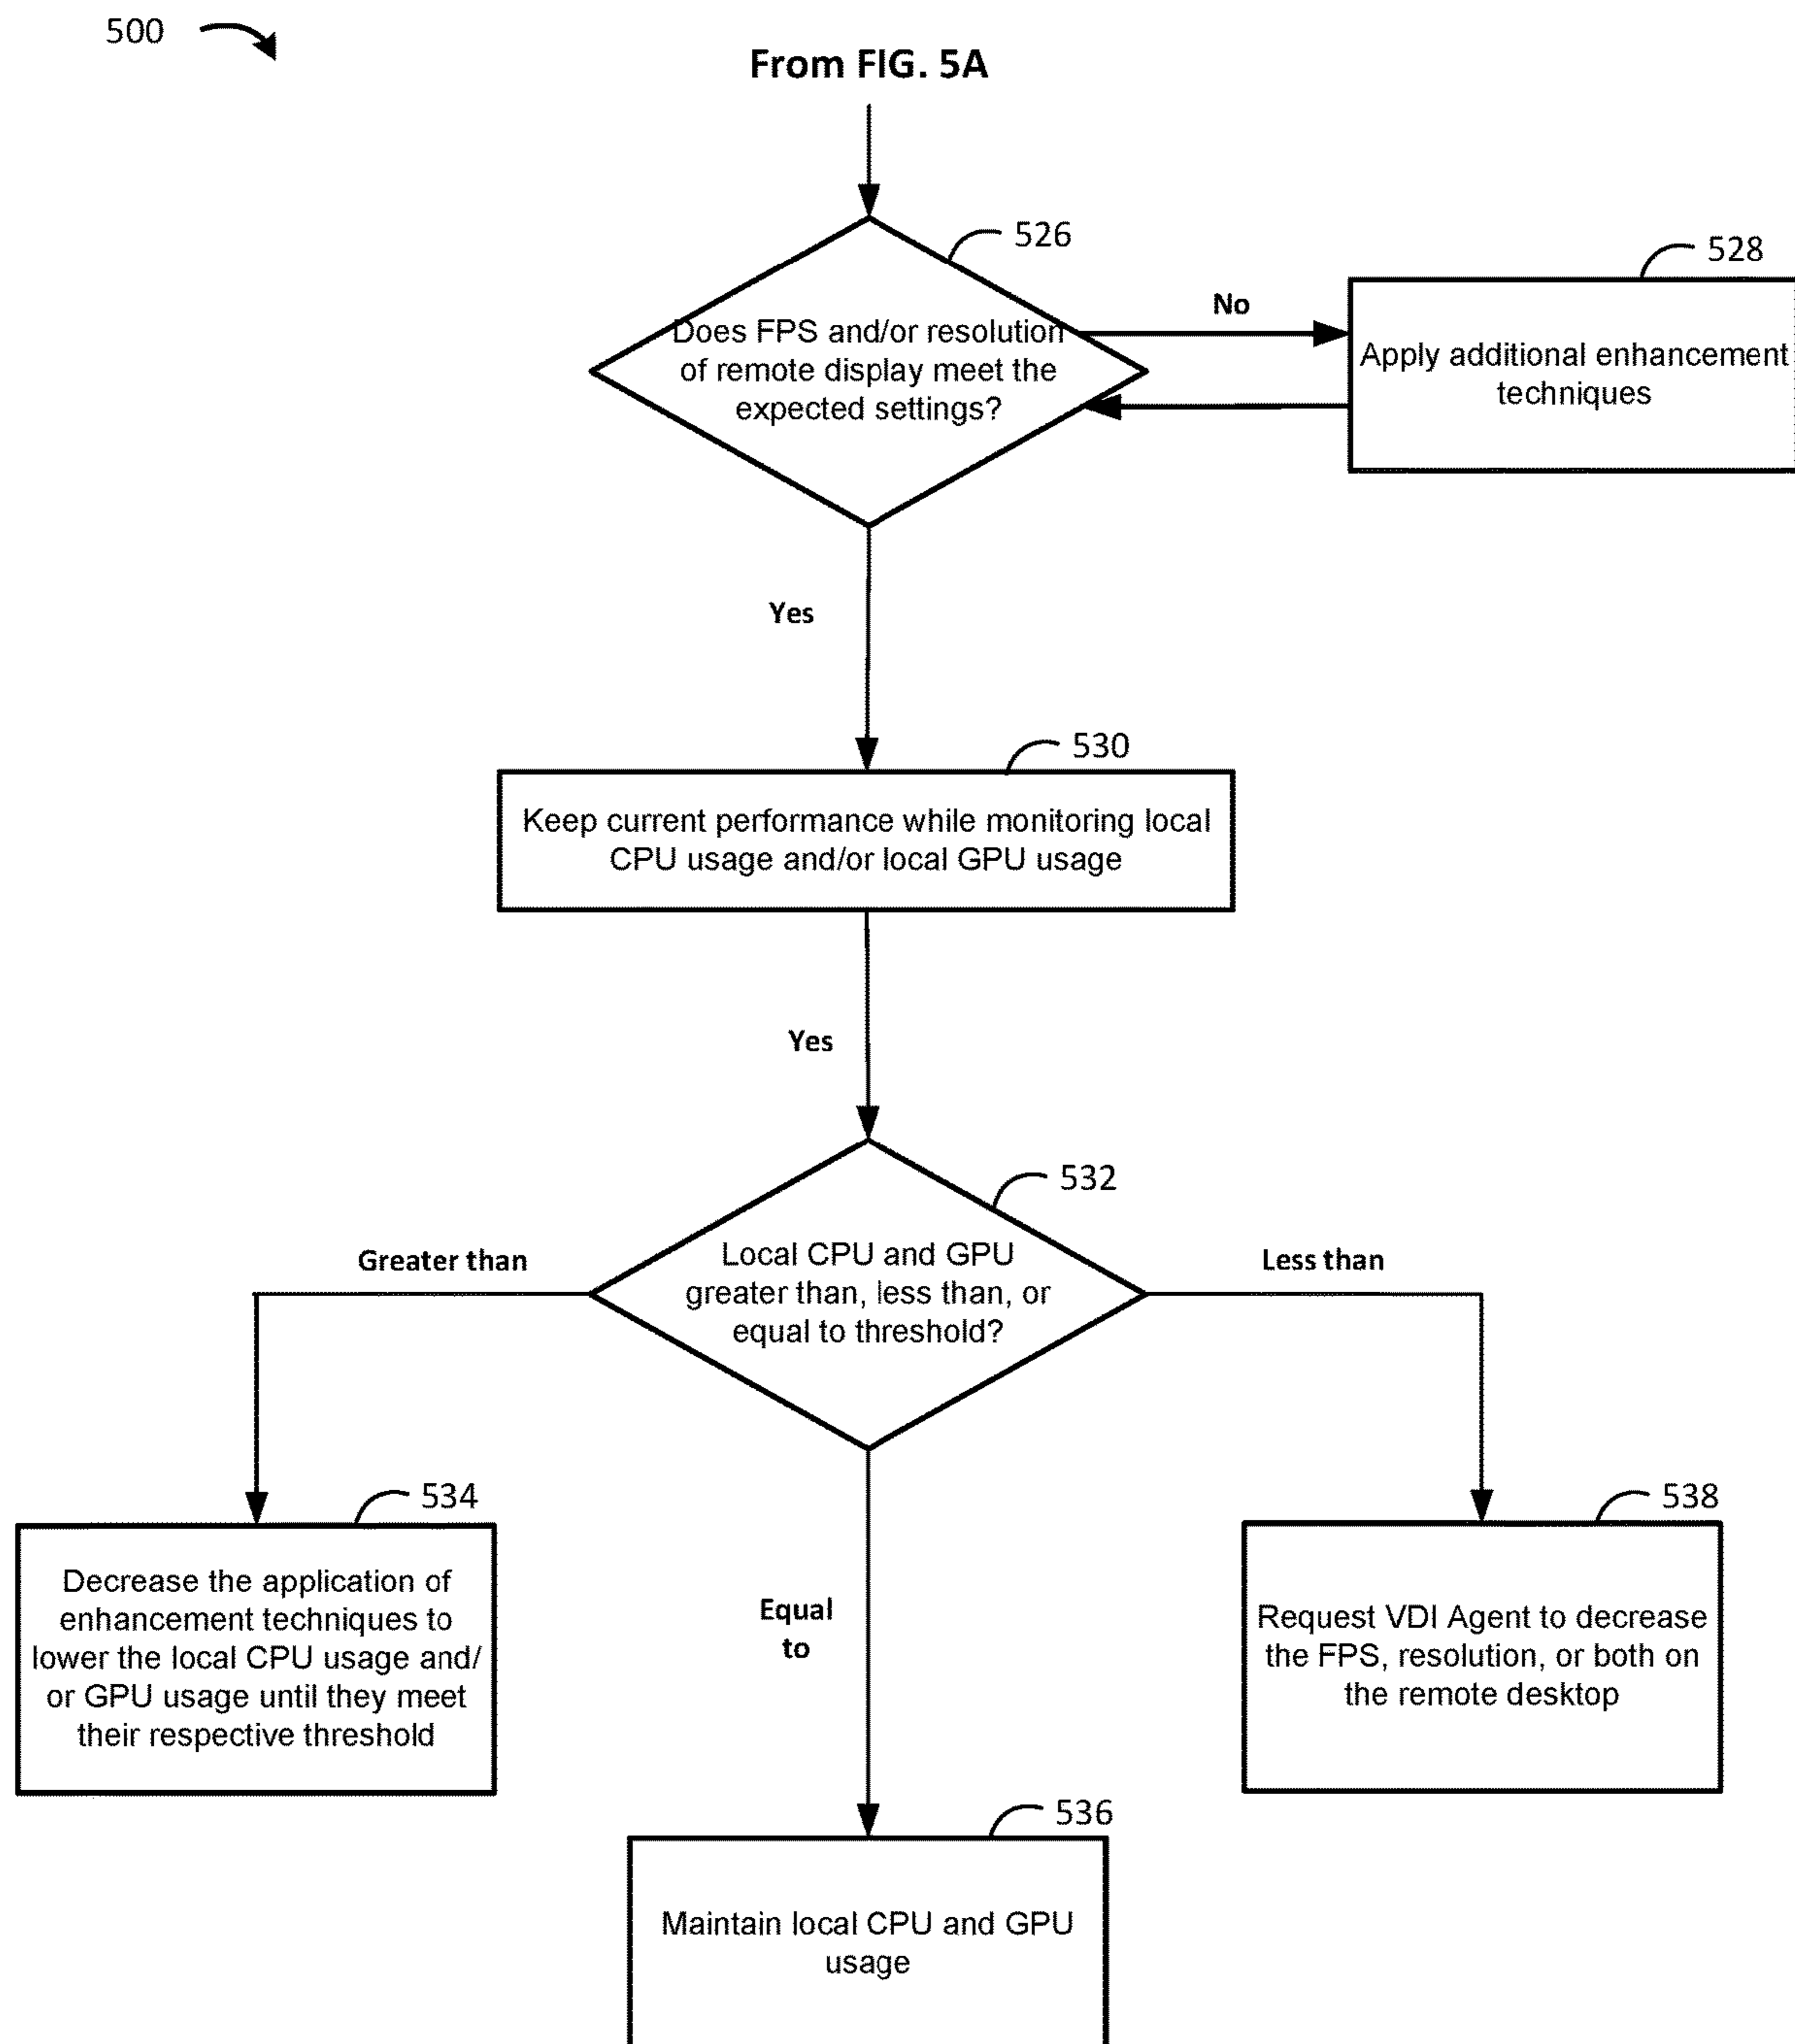 500
From FIG. 5A
526
528
Does FPS and/or resolution
of remote display meet the
expected settings?
No
Apply additional enhancement
techniques
Yes
530
Keep current performance while monitoring local
CPU usage and/or local GPU usage
Yes
532
Local CPU and GPU
greater than, less than, or
equal to threshold?
Greater than
Less than
534
Decrease the application of
enhancement techniques to
lower the local CPU usage and/
or GPU usage until they meet
their respective threshold
Equal
to
538
Request VDI Agent to decrease
the FPS, resolution, or both on
the remote desktop
536
Maintain local CPU and GPU
usage